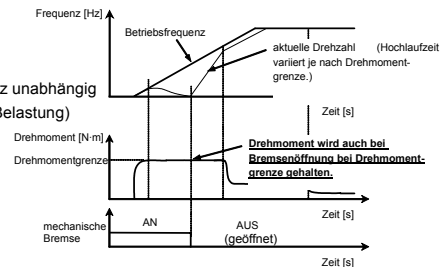 Frequenz [Hz]
Betriebsfrequenz
aktuelle Drehzahl (Hochlaufzeit
variiert je nach Drehmoment-
grenze.)
z unabhängig
Belastung)
Zeit [s]
Drehmoment [N·m]
Drehmomentgrenze
Drehmoment wird auch bei
Bremsenöffnung bei Drehmoment-
grenze gehalten.
Zeit [s]
mechanische
Bremse
AN
AUS
(geöffnet)
Zeit [s]